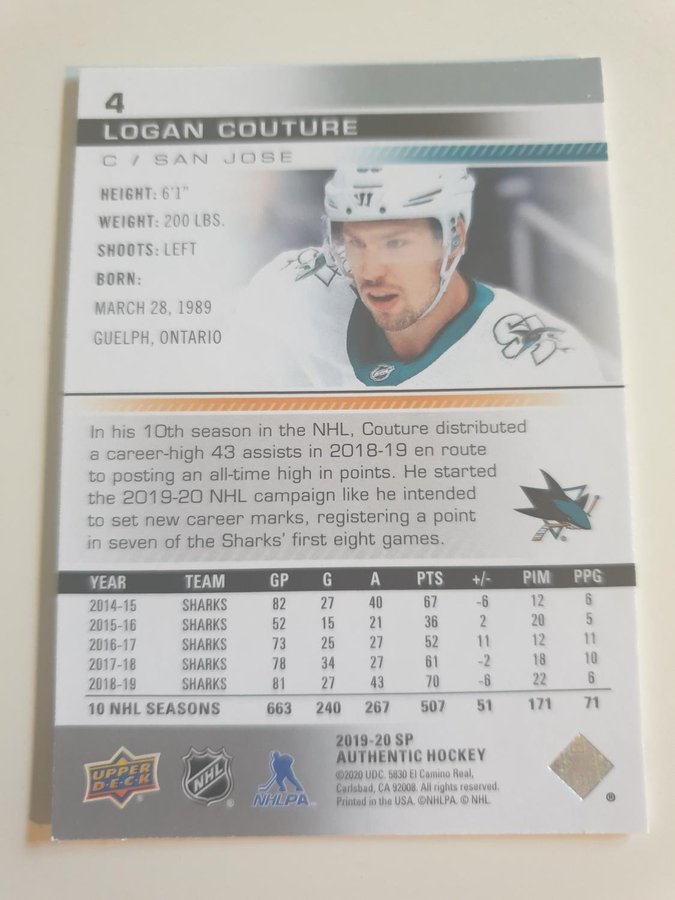 4
LOGAN COUTURE
C / SAN JOSE
HEIGHT: 6'1"
WEIGHT: 200 LBS.
SHOOTS: LEFT
BORN:
MARCH 28, 1989
GUELPH, ONTARIO
In his 10th season in the NHL, Couture distributed
a career-high 43 assists in 2018-19 en route
to posting an all-time high in points. He started
the 2019-20 NHL campaign like he intended
to set new career marks, registering a point
in seven of the Sharks' first eight games.
YEAR TEAM GP G A PTS +/- PIM PPG
2014-15 SHARKS 82 27 40 67 -6 12 6
2015-16 SHARKS 52 15 21 36 2 20 5
2016-17 SHARKS 73 25 27 52 11 12 11
2017-18 SHARKS 78 34 27 61 -2 18 10
2018-19 SHARKS 81 27 43 70 -6 22 6
10 NHL SEASONS 663 240 267 507 51 171 71
UPPER
DECK
NHL
NHLPA
2019-20 SP
AUTHENTIC HOCKEY
©2020 UDC. 5830 El Camino Real,
Carlsbad, CA 92008. All rights reserved.
Printed in the USA. ©NHLPA. © NHL.
®